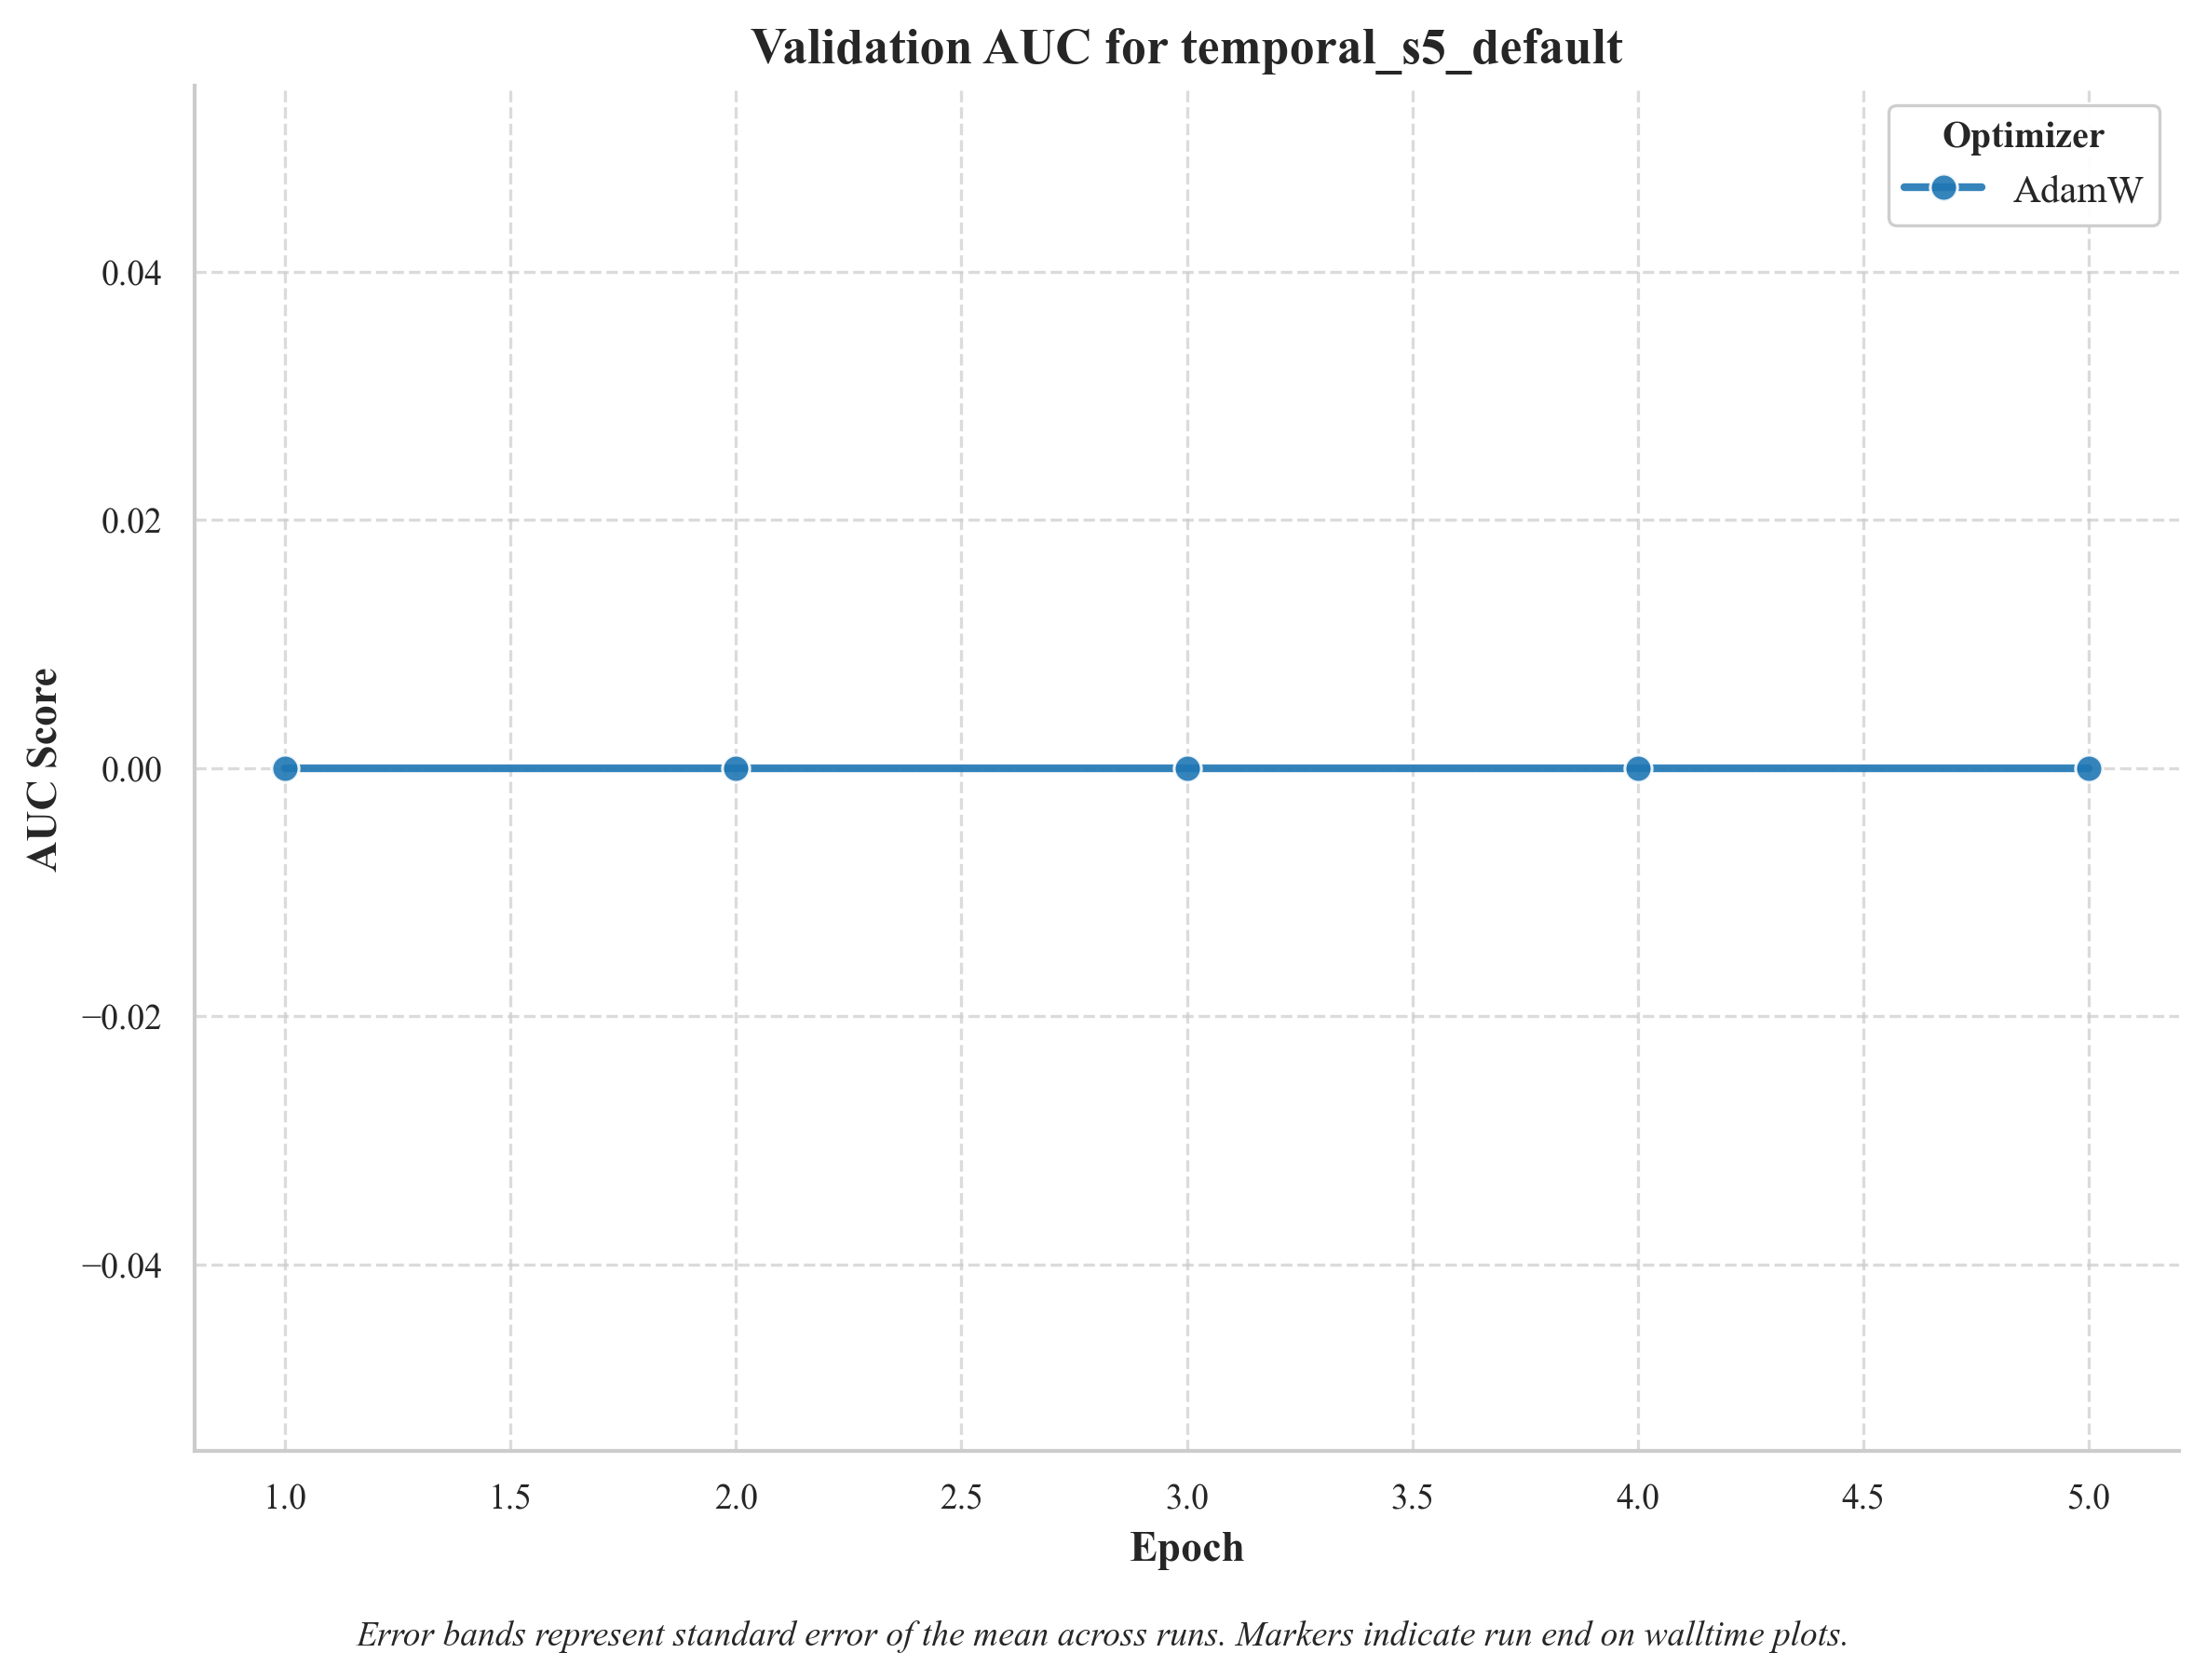 Validation AUC for temporal_s5_default
Optimizer
AdamW
AUC Score
0.04
0.02
0.00
−0.02
−0.04
1.0 1.5 2.0 2.5 3.0 3.5 4.0 4.5 5.0
Epoch
Error bands represent standard error of the mean across runs. Markers indicate run end on walltime plots.